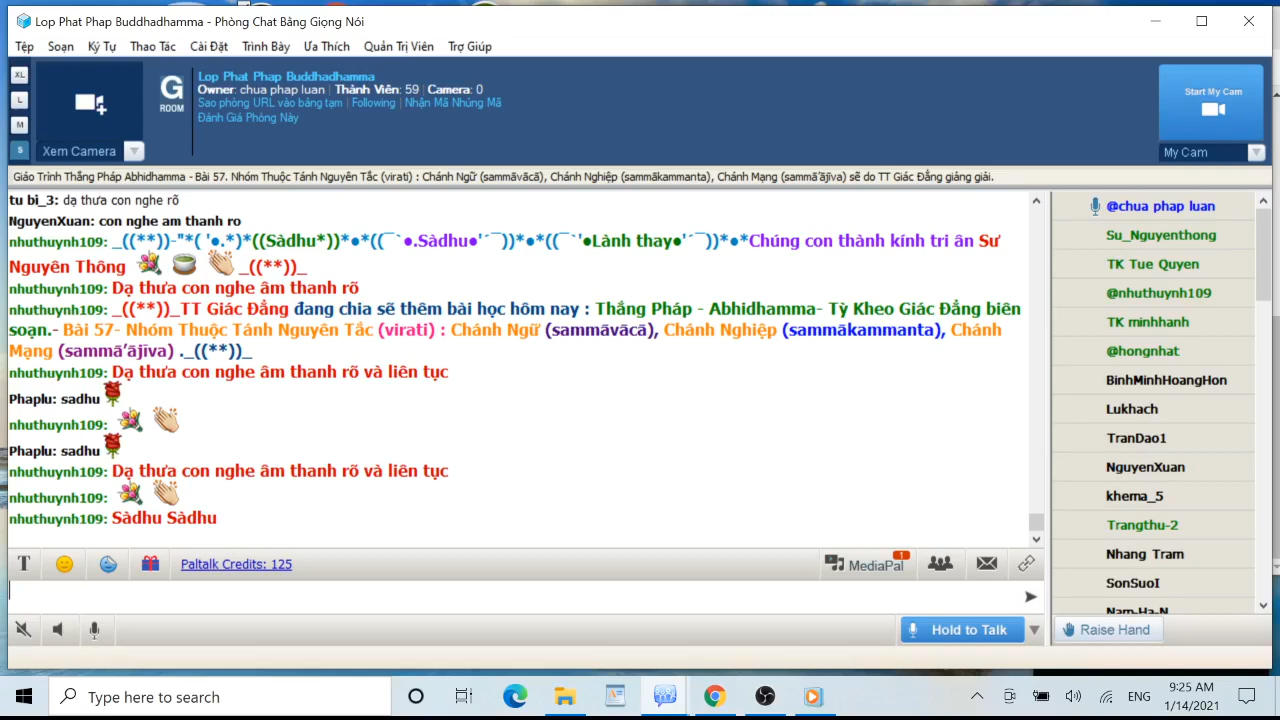 Lop Phat Phap Buddhadhamma - Phòng Chat Bằng Giọng Nói
Tệp Soạn Ký Tự Thao Tác Cài Đặt Trình Bày Ưa Thích Quản Trị Viên Trợ Giúp
XL
L
M
S
Xem Camera
G
ROOM
Lop Phat Phap Buddhadhamma
Owner: chua phap luan | Thành Viên: 59 | Camera: 0
Sao phòng URL vào bảng tạm | Following | Nhận Mã Nhúng Mã
Đánh Giá Phòng Này
Start My Cam
My Cam
Giáo Trình Thắng Pháp Abhidhamma - Bài 57. Nhóm Thuộc Tánh Nguyên Tắc (virati) : Chánh Ngữ (sammāvācā), Chánh Nghiệp (sammākammanta), Chánh Mạng (sammā'ājīva) sẽ do TT Giác Đẳng giảng giải.
tu bi_3: dạ thưa con nghe rõ
NguyenXuan: con nghe am thanh ro
nhuthuynh109: _((**))-"*( '●.*)*((Sàdhu*))*●*((¯`●.Sàdhu●'´¯))*●*((¯`'●Lành thay●'´¯))*●*Chúng con thành kính tri ân Sư
Nguyên Thông _((**))_
nhuthuynh109: Dạ thưa con nghe âm thanh rõ
nhuthuynh109: _((**))_TT Giác Đẳng đang chia sẽ thêm bài học hôm nay : Thắng Pháp - Abhidhamma- Tỳ Kheo Giác Đẳng biên
soạn.- Bài 57- Nhóm Thuộc Tánh Nguyên Tắc (virati) : Chánh Ngữ (sammāvācā), Chánh Nghiệp (sammākammanta), Chánh
Mạng (sammā'ājīva) ._((**))_
nhuthuynh109: Dạ thưa con nghe âm thanh rõ và liên tục
Phaplu: sadhu
nhuthuynh109:
Phaplu: sadhu
nhuthuynh109: Dạ thưa con nghe âm thanh rõ và liên tục
nhuthuynh109:
nhuthuynh109: Sàdhu Sàdhu
@chua phap luan
Su_Nguyenthong
TK Tue Quyen
@nhuthuynh109
TK minhhanh
@hongnhat
BinhMinhHoangHon
Lukhach
TranDao1
NguyenXuan
khema_5
Trangthu-2
Nhang Tram
SonSuoI
Nam-Ha-N
T Paltalk Credits: 125 MediaPal 1
Hold to Talk
Raise Hand
Type here to search
ENG
9:25 AM
1/14/2021